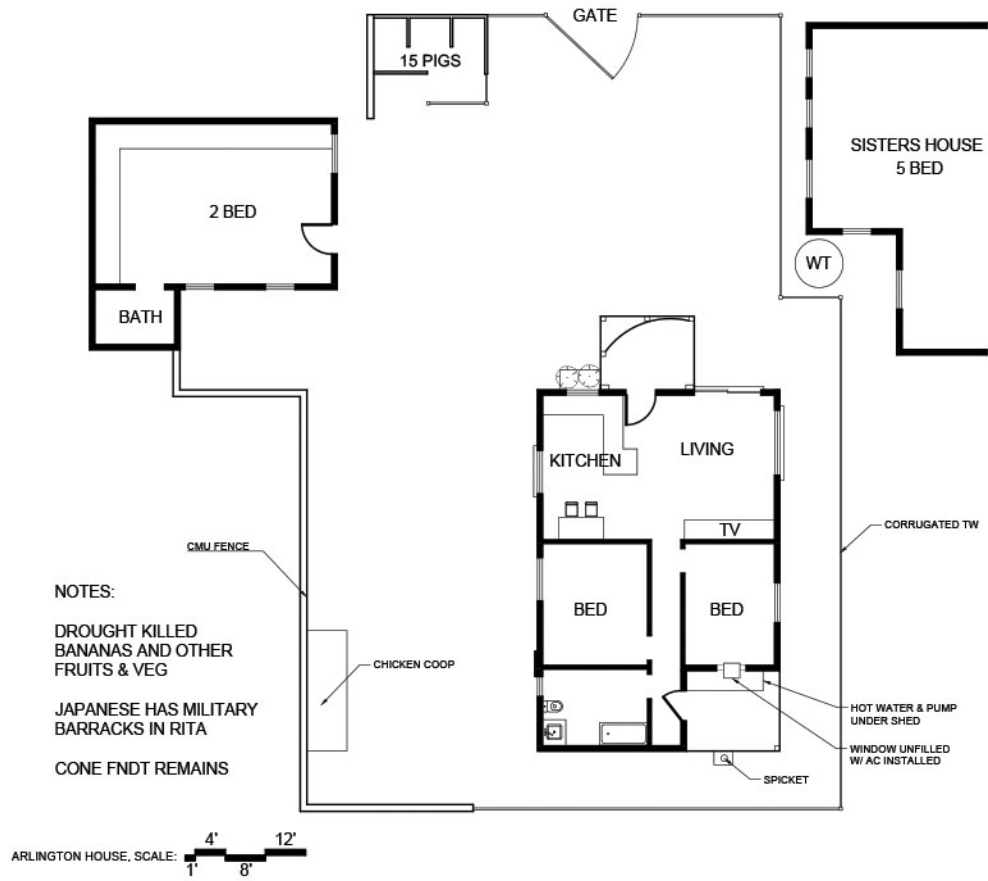 GATE
15 PIGS
SISTERS HOUSE
5 BED
2 BED
WT
BATH
KITCHEN
LIVING
TV
CORRUGATED TW
CMU FENCE
BED
BED
NOTES:
DROUGHT KILLED
BANANAS AND OTHER
FRUITS & VEG
JAPANESE HAS MILITARY
BARRACKS IN RITA
CONE FNDT REMAINS
CHICKEN COOP
HOT WATER & PUMP
UNDER SHED
WINDOW UNFILLED
W/ AC INSTALLED
SPICKET
ARLINGTON HOUSE, SCALE:
4' 12'
1' 8'